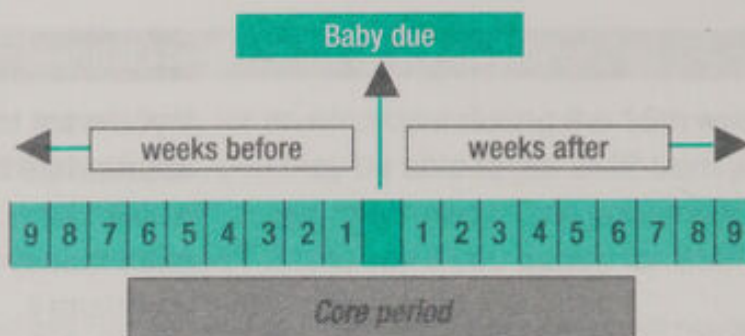 Baby due
weeks before weeks after
9 8 7 6 5 4 3 2 1 1 2 3 4 5 6 7 8 9
Core period